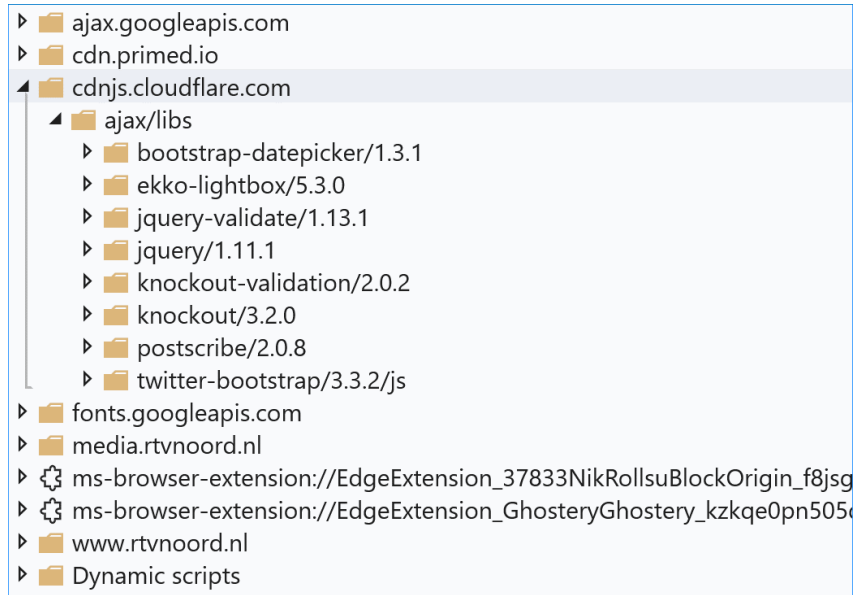 ajax.googleapis.com
cdn.primed.io
cdnjs.cloudflare.com
ajax/libs
bootstrap-datepicker/1.3.1
ekko-lightbox/5.3.0
jquery-validate/1.13.1
jquery/1.11.1
knockout-validation/2.0.2
knockout/3.2.0
postscribe/2.0.8
twitter-bootstrap/3.3.2/js
fonts.googleapis.com
media.rtvnoord.nl
ms-browser-extension://EdgeExtension_37833NikRollsuBlockOrigin_f8jsg
ms-browser-extension://EdgeExtension_GhosteryGhostery_kzkqe0pn505
www.rtvnoord.nl
Dynamic scripts